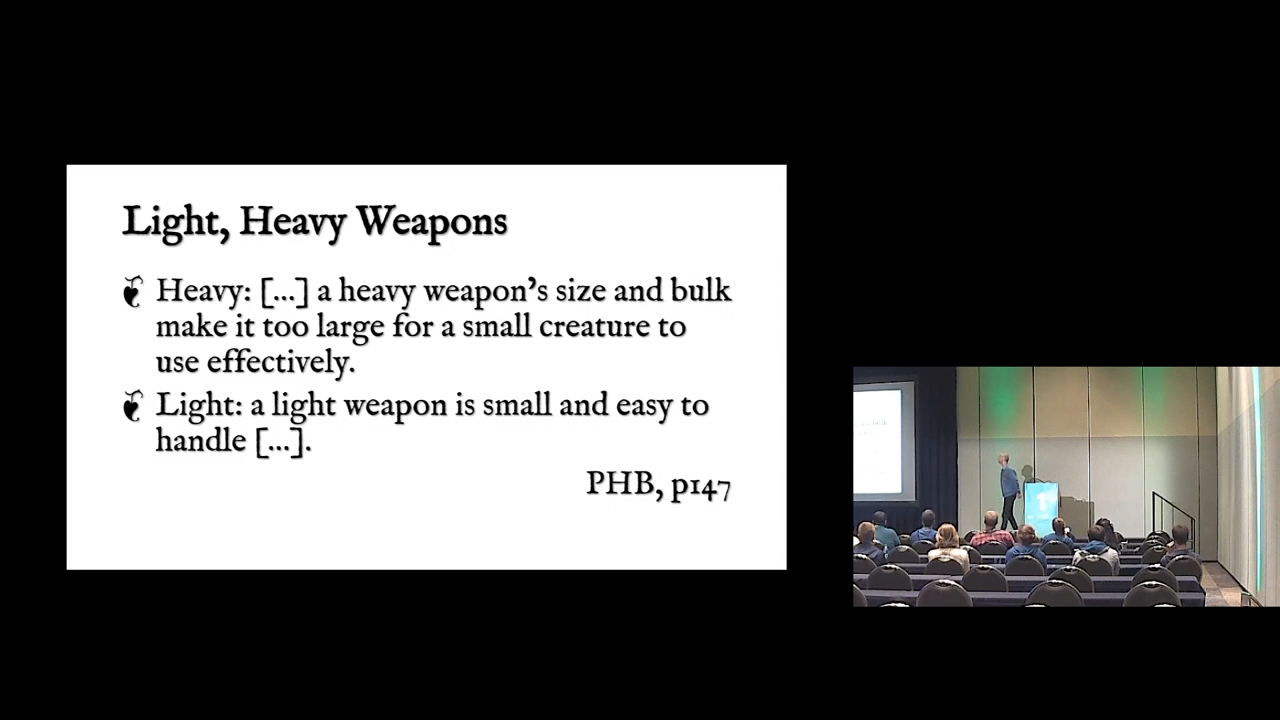 Light, Heavy Weapons
Heavy: [...] a heavy weapon's size and bulk
make it too large for a small creature to
use effectively.
Light: a light weapon is small and easy to
handle [...].
PHB, p147